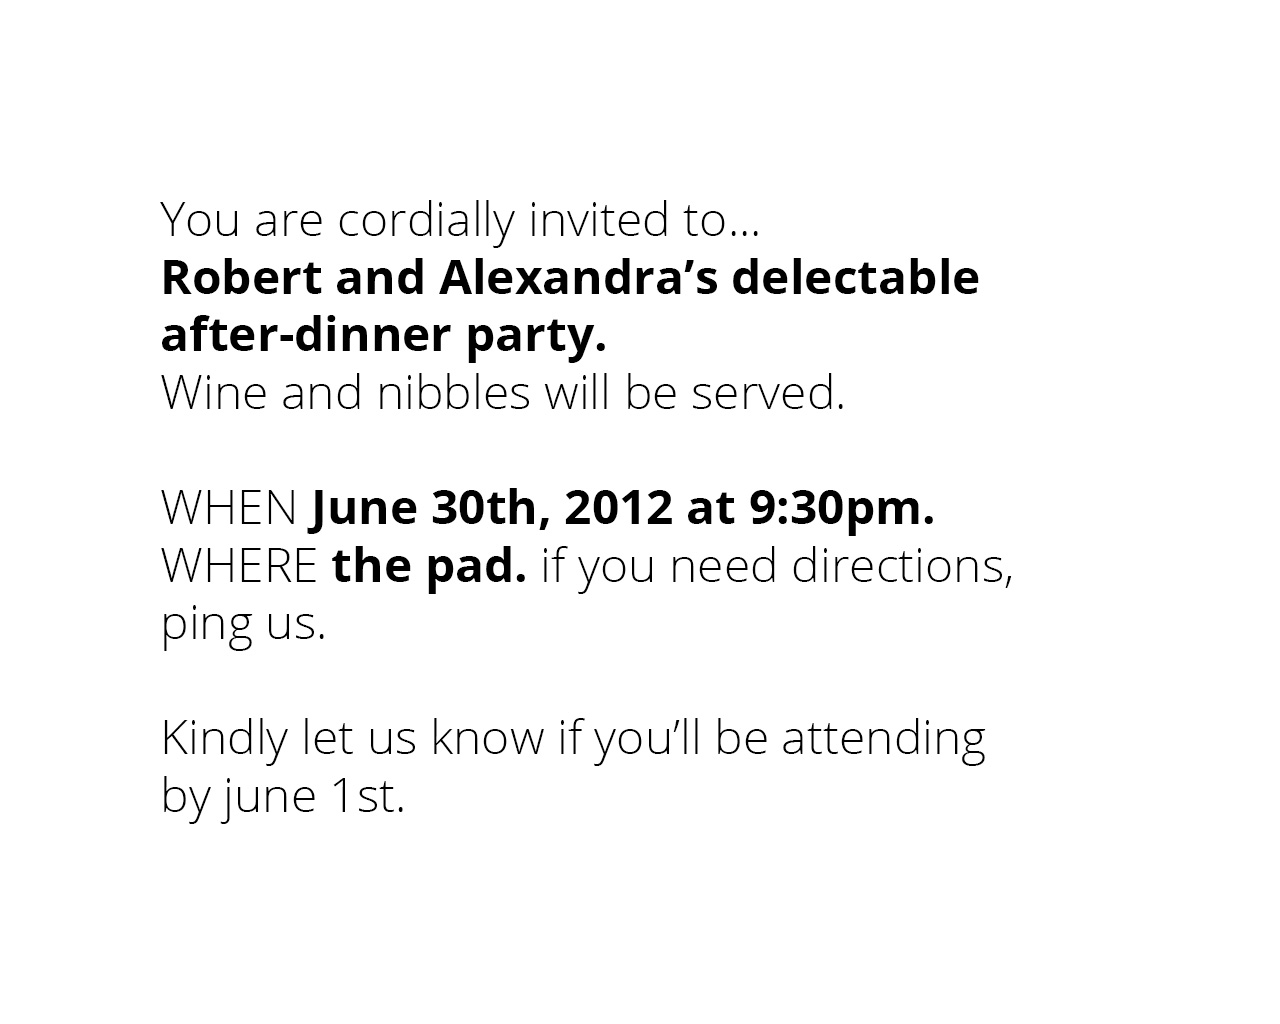 You are cordially invited to...
Robert and Alexandra’s delectable
after-dinner party.
Wine and nibbles will be served.
WHEN June 30th, 2012 at 9:30pm.
WHERE the pad. if you need directions,
ping us.
Kindly let us know if you’ll be attending
by june 1st.